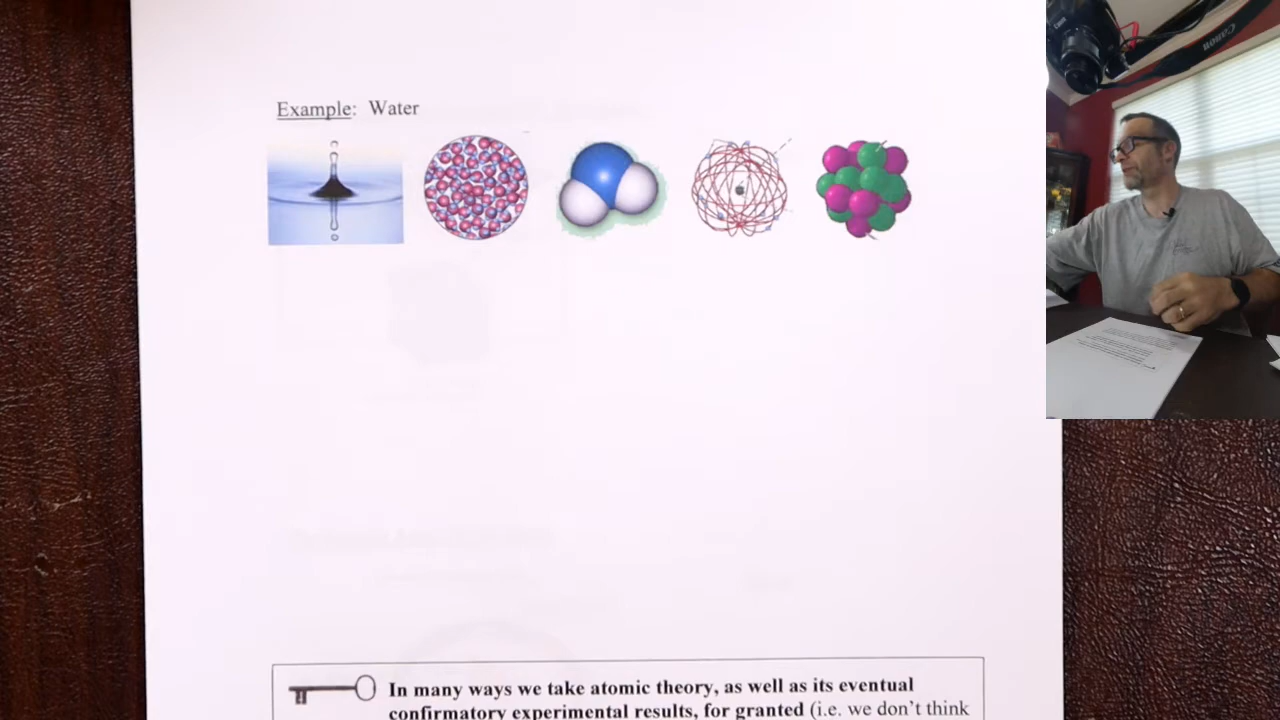 Example: Water
In many ways we take atomic theory, as well as its eventual
confirmatory experimental results, for granted (i.e. we don't think
Canon